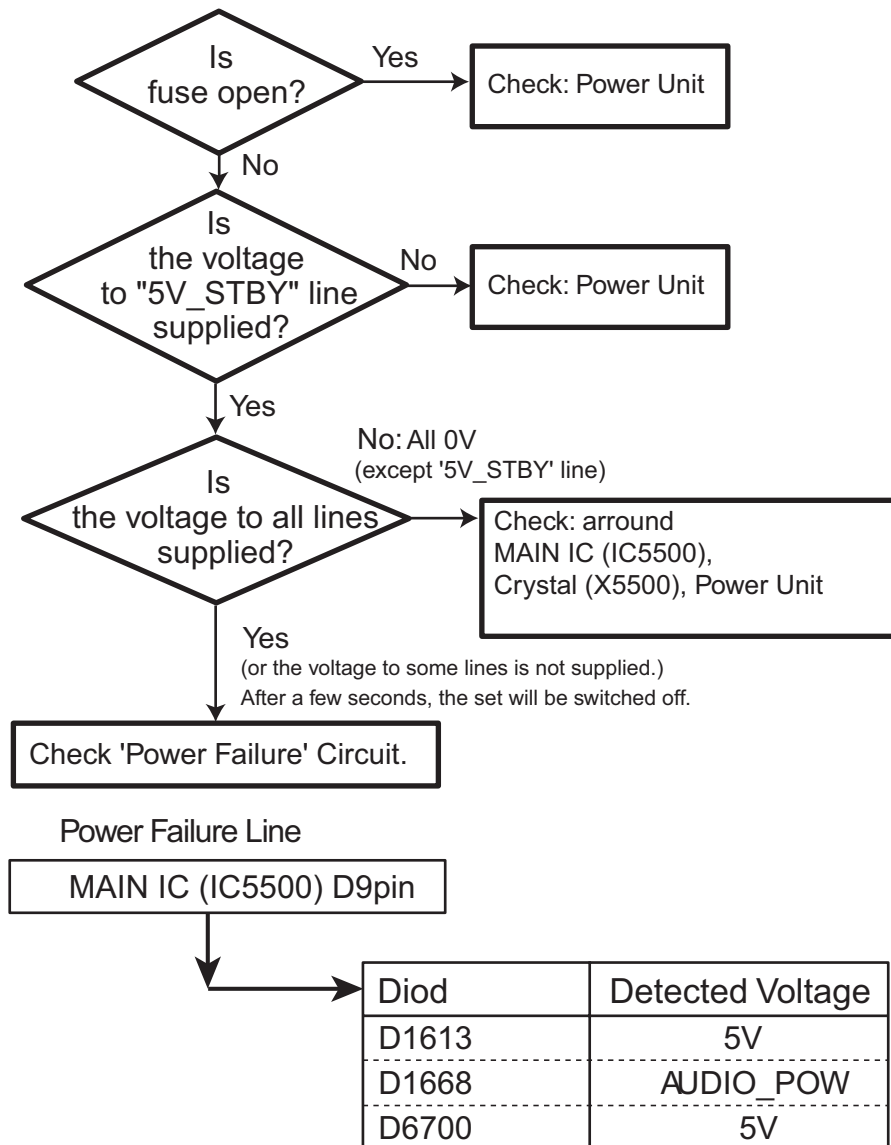 Is
fuse open?
Yes
Check: Power Unit
No
Is
the voltage
to "5V_STBY" line
supplied?
No
Check: Power Unit
Yes
No: All 0V
(except '5V_STBY' line)
Is
the voltage to all lines
supplied?
Check: arround
MAIN IC (IC5500),
Crystal (X5500), Power Unit
Yes
(or the voltage to some lines is not supplied.)
After a few seconds, the set will be switched off.
Check 'Power Failure' Circuit.
Power Failure Line
MAIN IC (IC5500) D9pin
Diod Detected Voltage
D1613 5V
D1668 AUDIO_POW
D6700 5V